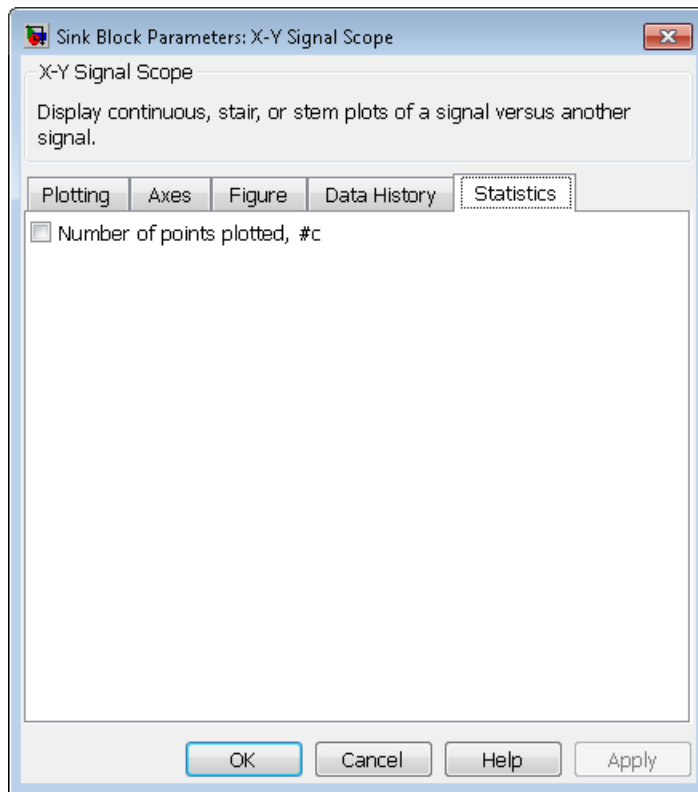 Sink Block Parameters: X-Y Signal Scope
X-Y Signal Scope
Display continuous, stair, or stem plots of a signal versus another
signal.
Plotting Axes Figure Data History Statistics
Number of points plotted, #c
OK Cancel Help Apply